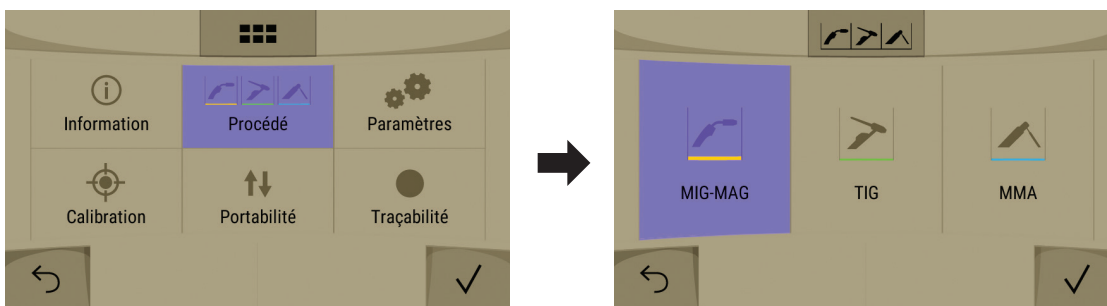 Information
Procédé
Paramètres
Calibration
Portabilité
Traçabilité
MIG-MAG
TIG
MMA